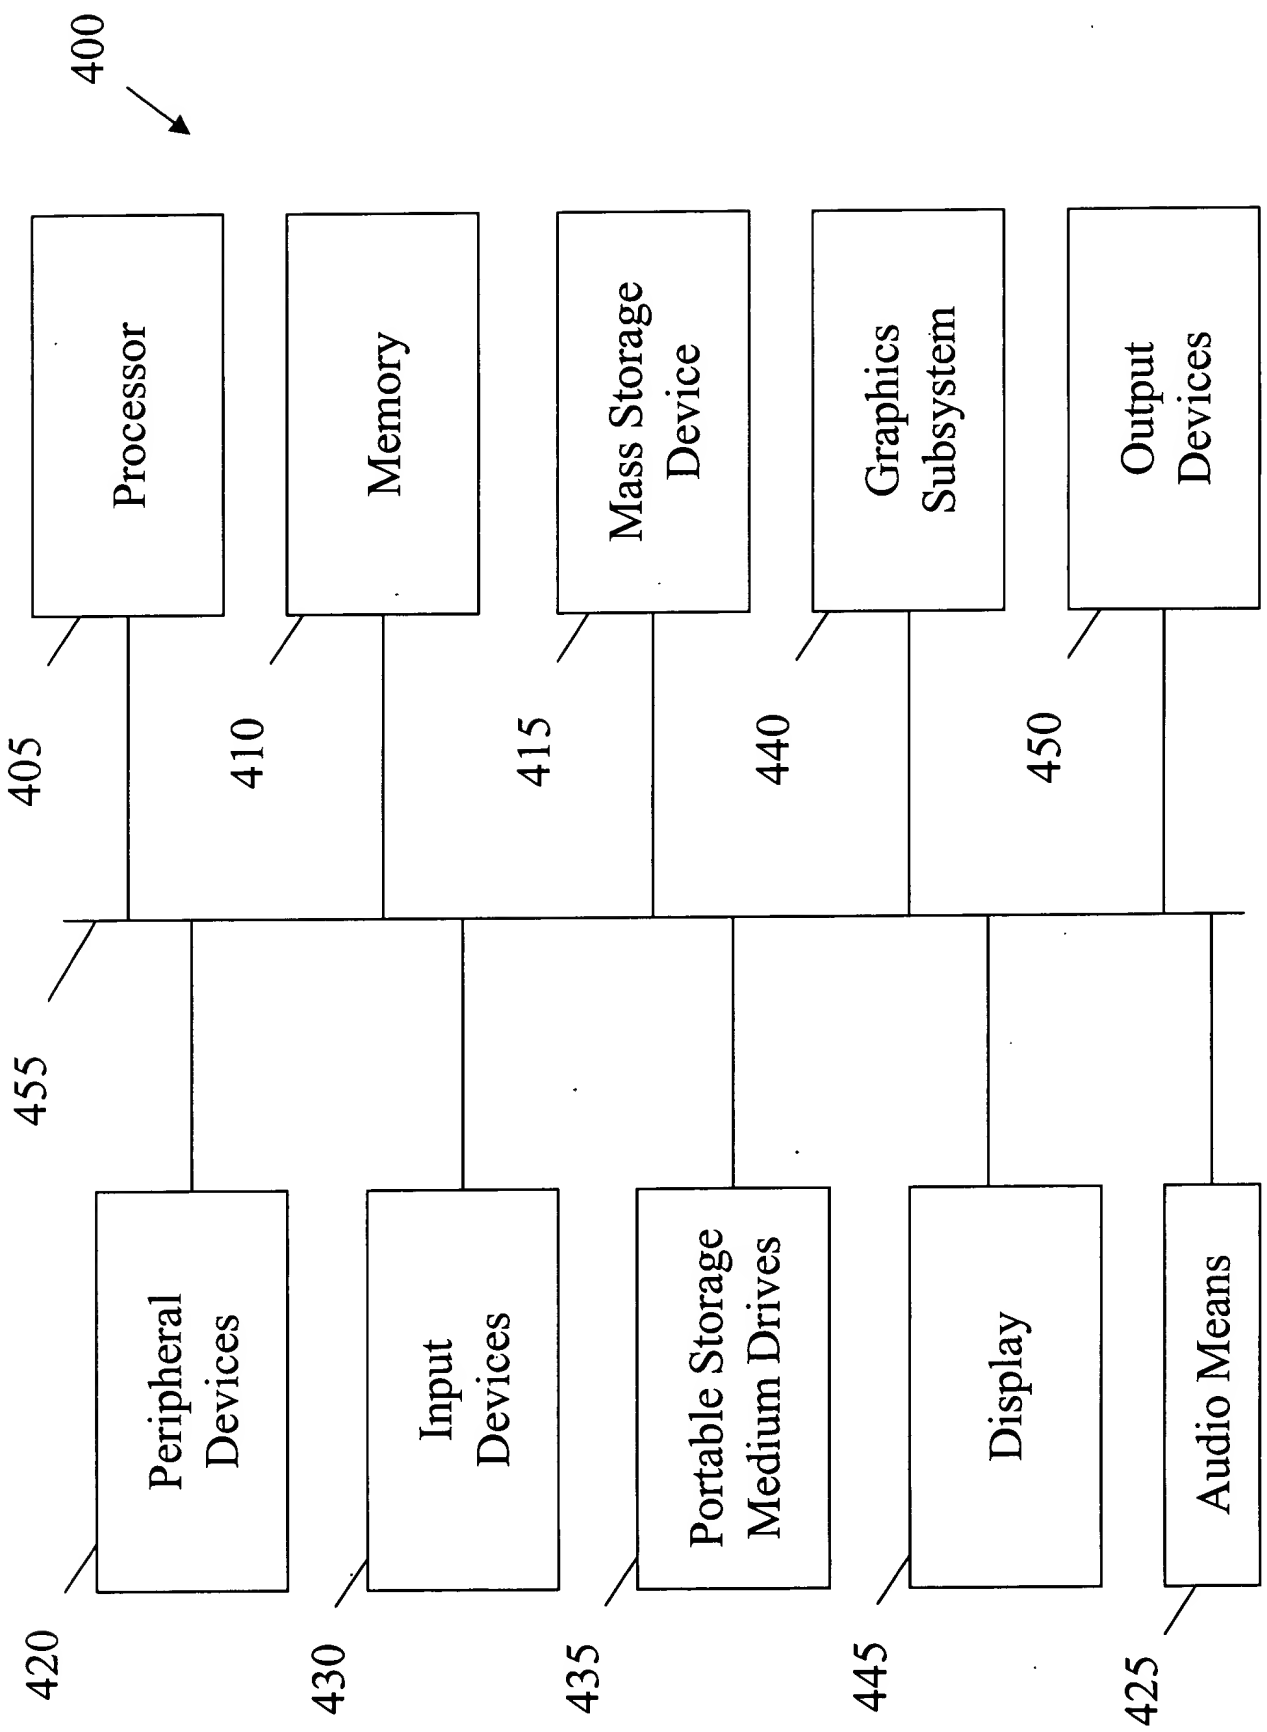 400
420
Peripheral
Devices
455
405
Processor
430
Input
Devices
410
Memory
435
Portable Storage
Medium Drives
415
Mass Storage
Device
445
Display
440
Graphics
Subsystem
425
Audio Means
450
Output
Devices